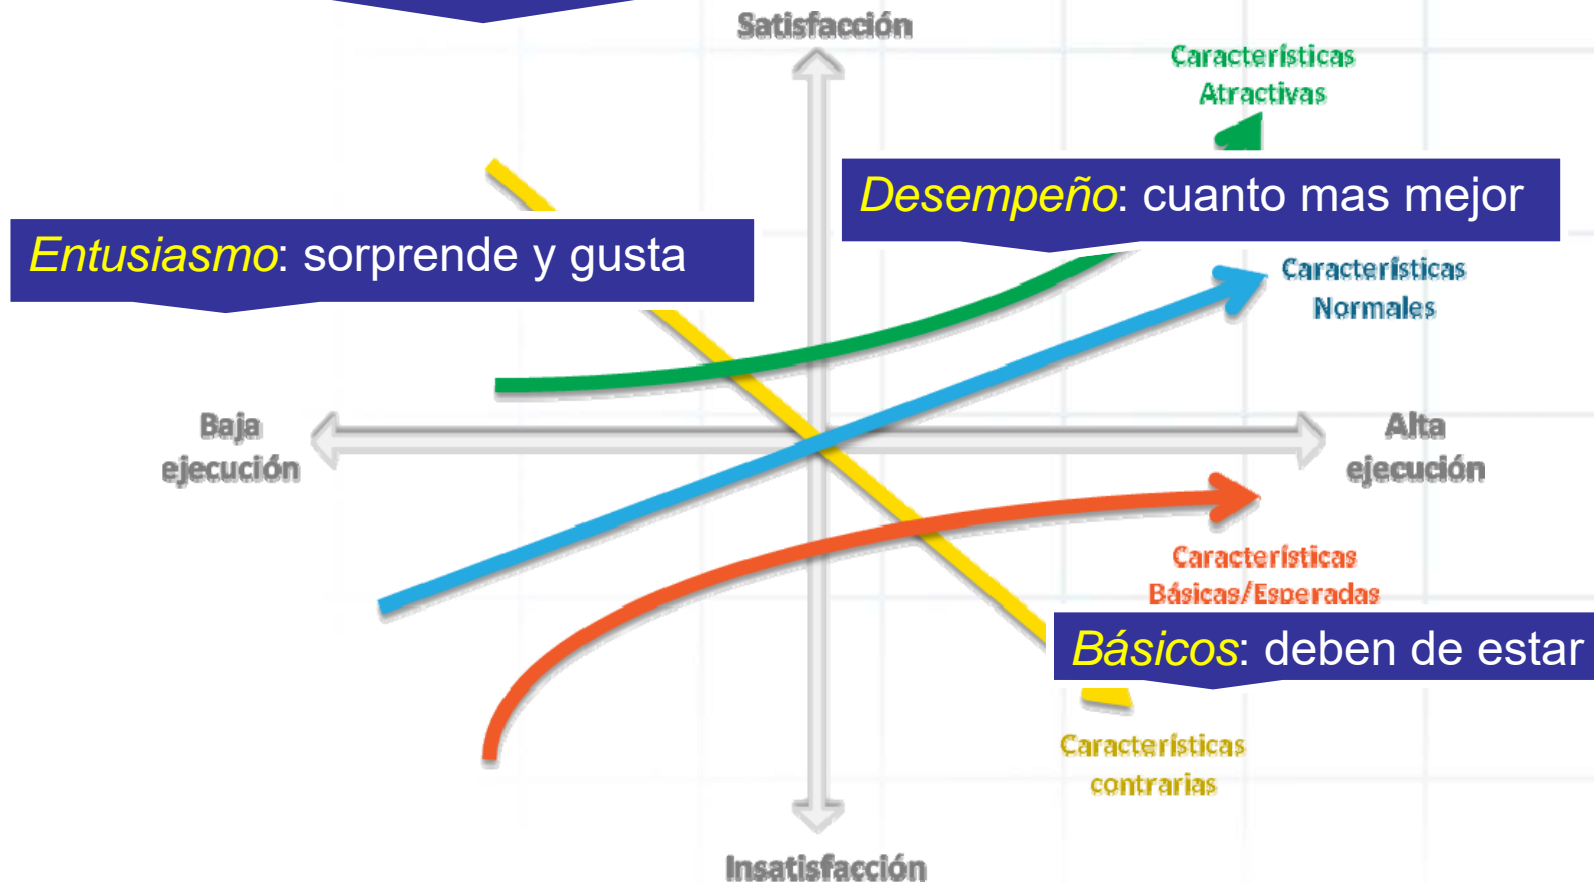 Satisfacción
Características
Atractivas
Desempeño: cuanto mas mejor
Entusiasmo: sorprende y gusta
Características
Normales
Baja
ejecución
Alta
ejecución
Características
Básicas/Esperadas
Básicos: deben de estar
Características
contrarias
Insatisfacción